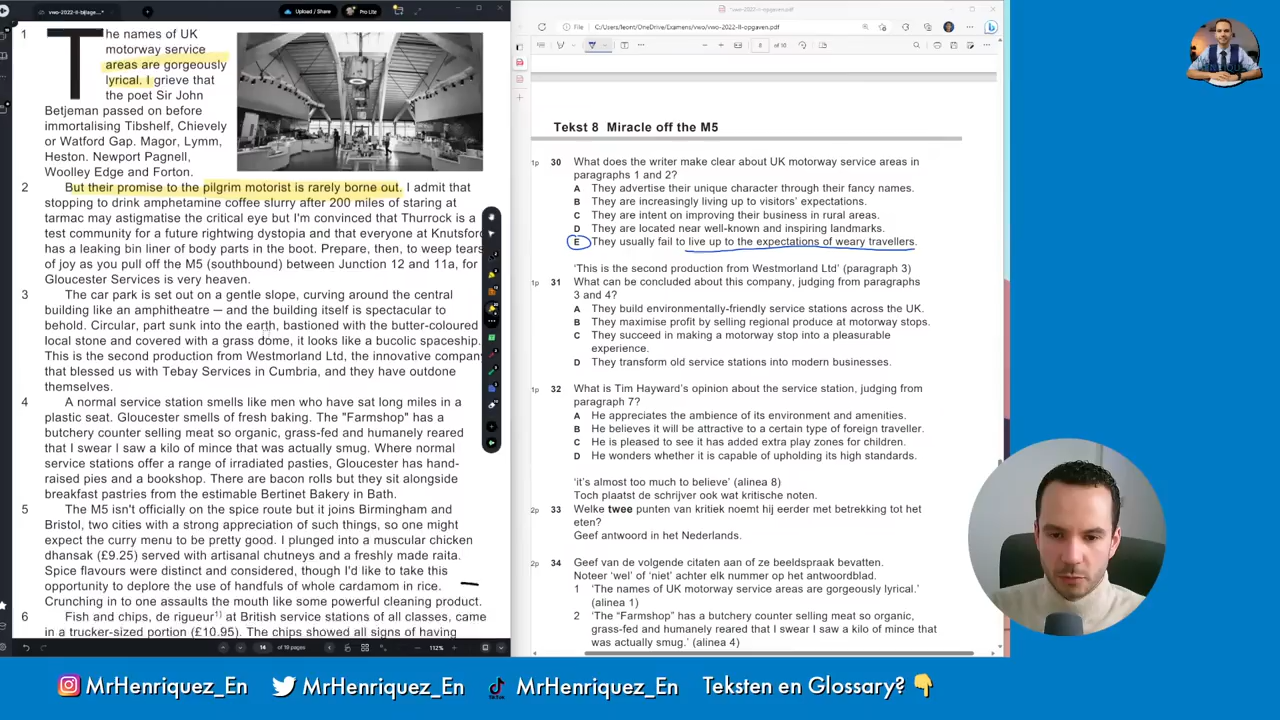 vwo-2022-II-bijlage...*
Upload / Share
Pro Lite
1
The names of UK
motorway service
areas are gorgeously
lyrical. I grieve that
the poet Sir John
Betjeman passed on before
immortalising Tibshelf, Chievely
or Watford Gap. Magor, Lymm,
Heston. Newport Pagnell,
Woolley Edge and Forton.
2 But their promise to the pilgrim motorist is rarely borne out. I admit that
stopping to drink amphetamine coffee slurry after 200 miles of staring at
tarmac may astigmatise the critical eye but I'm convinced that Thurrock is a
test community for a future rightwing dystopia and that everyone at Knutsford
has a leaking bin liner of body parts in the boot. Prepare, then, to weep tears
of joy as you pull off the M5 (southbound) between Junction 12 and 11a, for
Gloucester Services is very heaven.
3 The car park is set out on a gentle slope, curving around the central
building like an amphitheatre — and the building itself is spectacular to
behold. Circular, part sunk into the earth, bastioned with the butter-coloured
local stone and covered with a grass dome, it looks like a bucolic spaceship.
This is the second production from Westmorland Ltd, the innovative compan
that blessed us with Tebay Services in Cumbria, and they have outdone
themselves.
4 A normal service station smells like men who have sat long miles in a
plastic seat. Gloucester smells of fresh baking. The "Farmshop" has a
butchery counter selling meat so organic, grass-fed and humanely reared
that I swear I saw a kilo of mince that was actually smug. Where normal
service stations offer a range of irradiated pasties, Gloucester has hand-
raised pies and a bookshop. There are bacon rolls but they sit alongside
breakfast pastries from the estimable Bertinet Bakery in Bath.
5 The M5 isn't officially on the spice route but it joins Birmingham and
Bristol, two cities with a strong appreciation of such things, so one might
expect the curry menu to be pretty good. I plunged into a muscular chicken
dhansak (£9.25) served with artisanal chutneys and a freshly made raita.
Spice flavours were distinct and considered, though I'd like to take this
opportunity to deplore the use of handfuls of whole cardamom in rice.
Crunching in to one assaults the mouth like some powerful cleaning product.
6 Fish and chips, de rigueur1) at British service stations of all classes, came
in a trucker-sized portion (£10.95). The chips showed all signs of having
14 of 19 pages
112%
vwo-2022-II-opgaven.pdf
File C:/Users/leont/OneDrive/Examens/vwo/vwo-2022-II-opgaven.pdf
8 of 10
Tekst 8 Miracle off the M5
1p 30 What does the writer make clear about UK motorway service areas in
paragraphs 1 and 2?
A They advertise their unique character through their fancy names.
B They are increasingly living up to visitors' expectations.
C They are intent on improving their business in rural areas.
D They are located near well-known and inspiring landmarks.
E They usually fail to live up to the expectations of weary travellers.
'This is the second production from Westmorland Ltd' (paragraph 3)
1p 31 What can be concluded about this company, judging from paragraphs
3 and 4?
A They build environmentally-friendly service stations across the UK.
B They maximise profit by selling regional produce at motorway stops.
C They succeed in making a motorway stop into a pleasurable
experience.
D They transform old service stations into modern businesses.
1p 32 What is Tim Hayward's opinion about the service station, judging from
paragraph 7?
A He appreciates the ambience of its environment and amenities.
B He believes it will be attractive to a certain type of foreign traveller.
C He is pleased to see it has added extra play zones for children.
D He wonders whether it is capable of upholding its high standards.
'it's almost too much to believe' (alinea 8)
Toch plaatst de schrijver ook wat kritische noten.
2p 33 Welke twee punten van kritiek noemt hij eerder met betrekking tot het
eten?
Geef antwoord in het Nederlands.
2p 34 Geef van de volgende citaten aan of ze beeldspraak bevatten.
Noteer 'wel' of 'niet' achter elk nummer op het antwoordblad.
1 'The names of UK motorway service areas are gorgeously lyrical.'
(alinea 1)
2 'The "Farmshop" has a butchery counter selling meat so organic,
grass-fed and humanely reared that I swear I saw a kilo of mince that
was actually smug.' (alinea 4)
MrHenriquez_En MrHenriquez_En MrHenriquez_En Teksten en Glossary? 👇